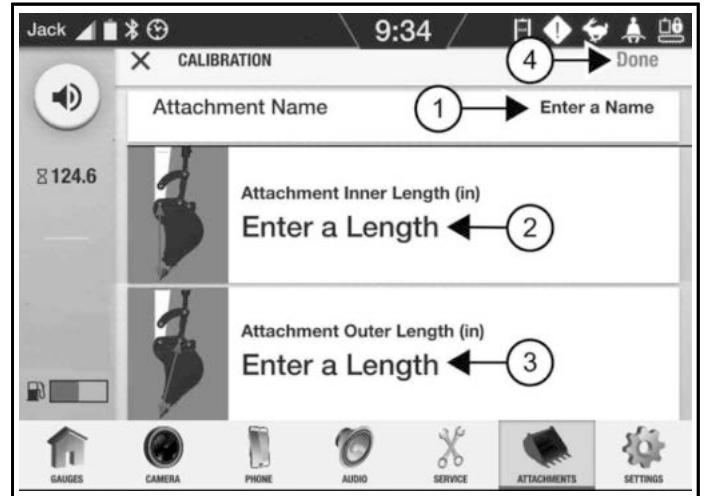 Jack 9:34
CALIBRATION 4 Done
Attachment Name 1 Enter a Name
124.6
Attachment Inner Length (in)
Enter a Length 2
Attachment Outer Length (in)
Enter a Length 3
GAUGES CAMERA PHONE AUDIO SERVICE ATTACHMENTS SETTINGS